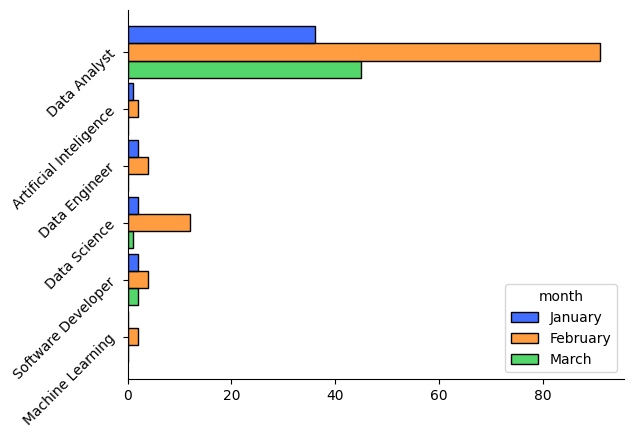 Data Analyst
Artificial Inteligence
Data Engineer
Data Science
Software Developer
Machine Learning
0 20 40 60 80
month
January
February
March